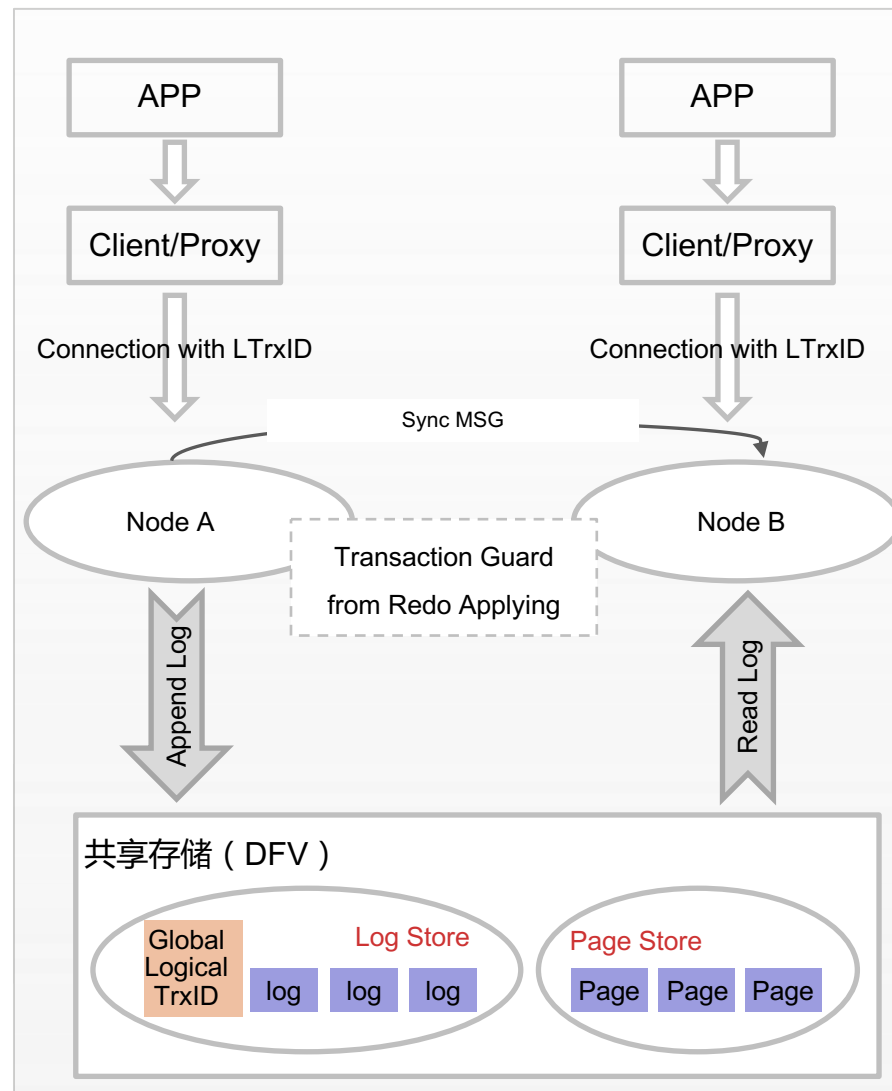 APP
APP
Client/Proxy
Client/Proxy
Connection with LTrxID
Connection with LTrxID
Sync MSG
Node A
Node B
Transaction Guard
from Redo Applying
Append Log
Read Log
共享存储（DFV）
Global
Logical
TrxID
Log Store
log
log
log
Page Store
Page
Page
Page